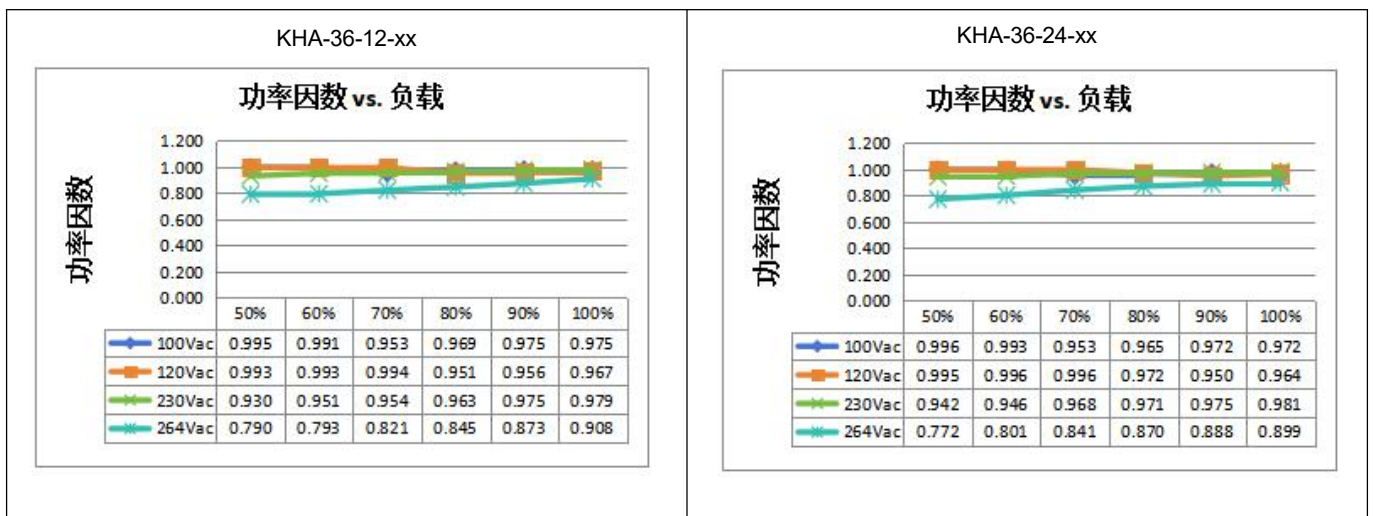 KHA-36-12-xx
功率因数 vs. 负载
功率因数
1.200
1.000
0.800
0.600
0.400
0.200
0.000
50% 60% 70% 80% 90% 100%
100Vac 0.995 0.991 0.953 0.969 0.975 0.975
120Vac 0.993 0.993 0.994 0.951 0.956 0.967
230Vac 0.930 0.951 0.954 0.963 0.975 0.979
264Vac 0.790 0.793 0.821 0.845 0.873 0.908
KHA-36-24-xx
功率因数 vs. 负载
功率因数
1.200
1.000
0.800
0.600
0.400
0.200
0.000
50% 60% 70% 80% 90% 100%
100Vac 0.996 0.993 0.953 0.965 0.972 0.972
120Vac 0.995 0.996 0.996 0.972 0.950 0.964
230Vac 0.942 0.946 0.968 0.971 0.975 0.981
264Vac 0.772 0.801 0.841 0.870 0.888 0.899